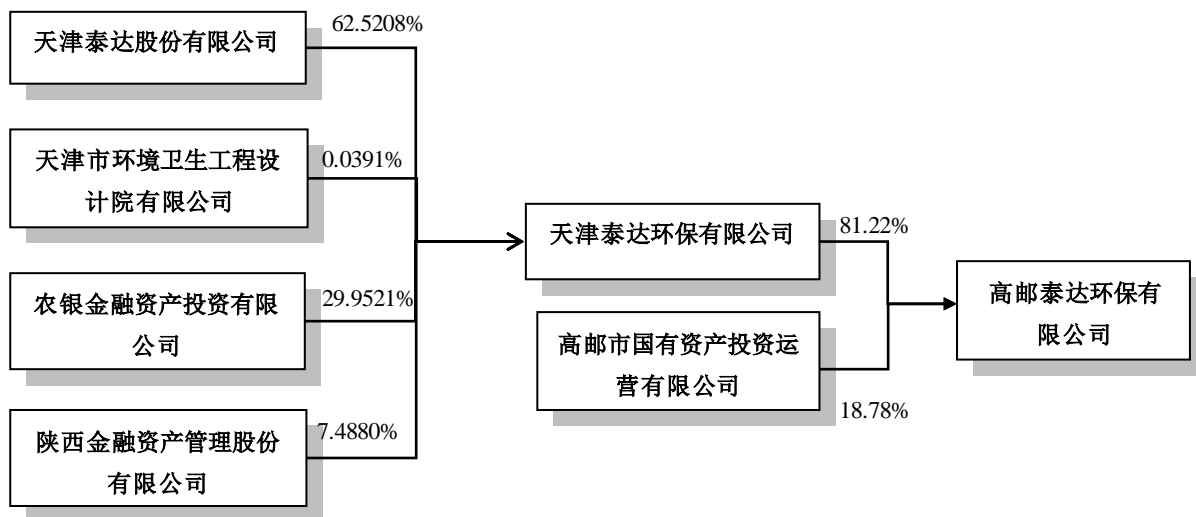 天津泰达股份有限公司
62.5208%
天津市环境卫生工程设
计院有限公司
0.0391%
农银金融资产投资有限
公司
29.9521%
陕西金融资产管理股份
有限公司
7.4880%
天津泰达环保有限公司
81.22%
高邮市国有资产投资运
营有限公司
18.78%
高邮泰达环保有
限公司